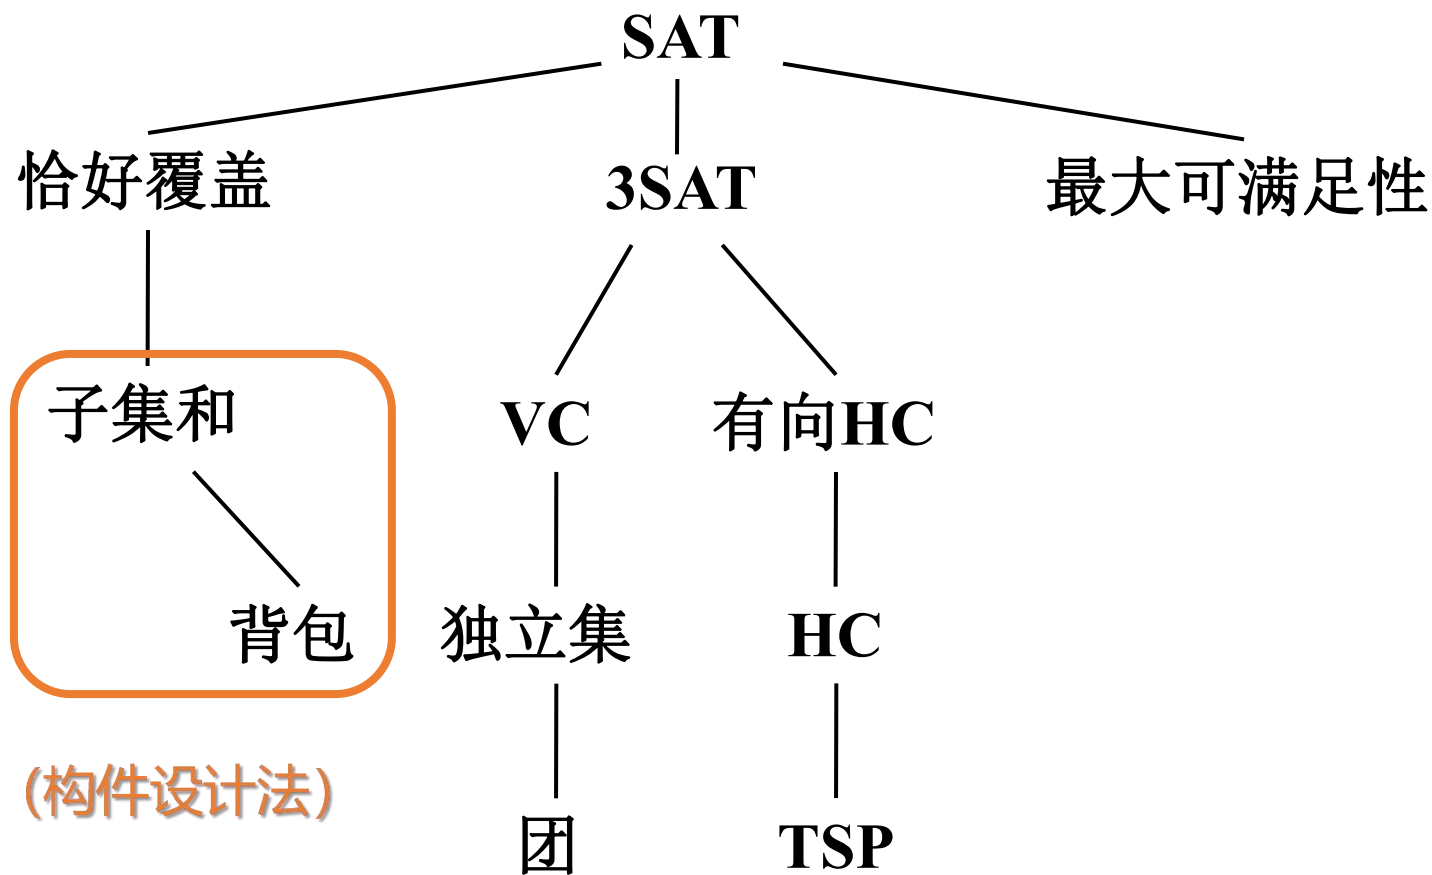 SAT
恰好覆盖
3SAT
最大可满足性
子集和
VC
有向HC
背包
独立集
HC
(构件设计法）
团
TSP